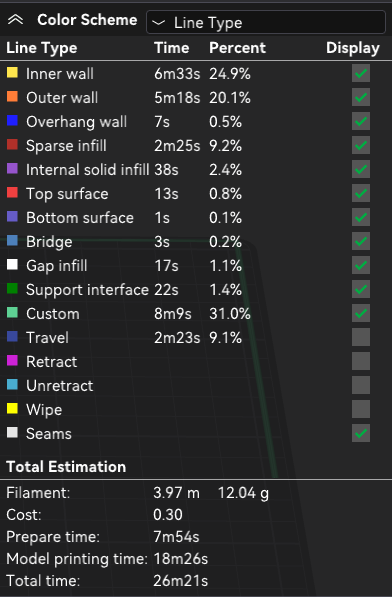 Color Scheme Line Type
Line Type Time Percent Display
Inner wall 6m33s 24.9%
Outer wall 5m18s 20.1%
Overhang wall 7s 0.5%
Sparse infill 2m25s 9.2%
Internal solid infill 38s 2.4%
Top surface 13s 0.8%
Bottom surface 1s 0.1%
Bridge 3s 0.2%
Gap infill 17s 1.1%
Support interface 22s 1.4%
Custom 8m9s 31.0%
Travel 2m23s 9.1%
Retract
Unretract
Wipe
Seams
Total Estimation
Filament: 3.97 m 12.04 g
Cost: 0.30
Prepare time: 7m54s
Model printing time: 18m26s
Total time: 26m21s